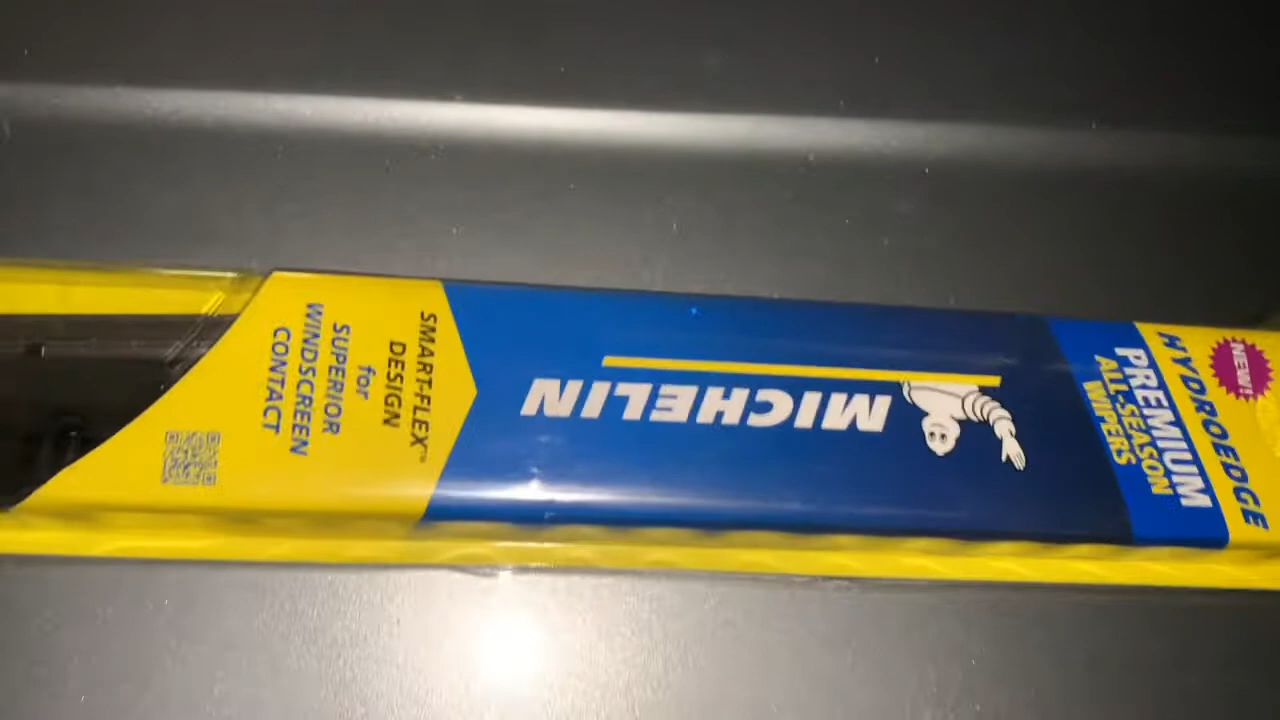 NEW!
HYDROEDGE
PREMIUM
ALL-SEASON
WIPERS
MICHELIN
SMART-FLEX™
DESIGN
for
SUPERIOR
WINDSCREEN
CONTACT